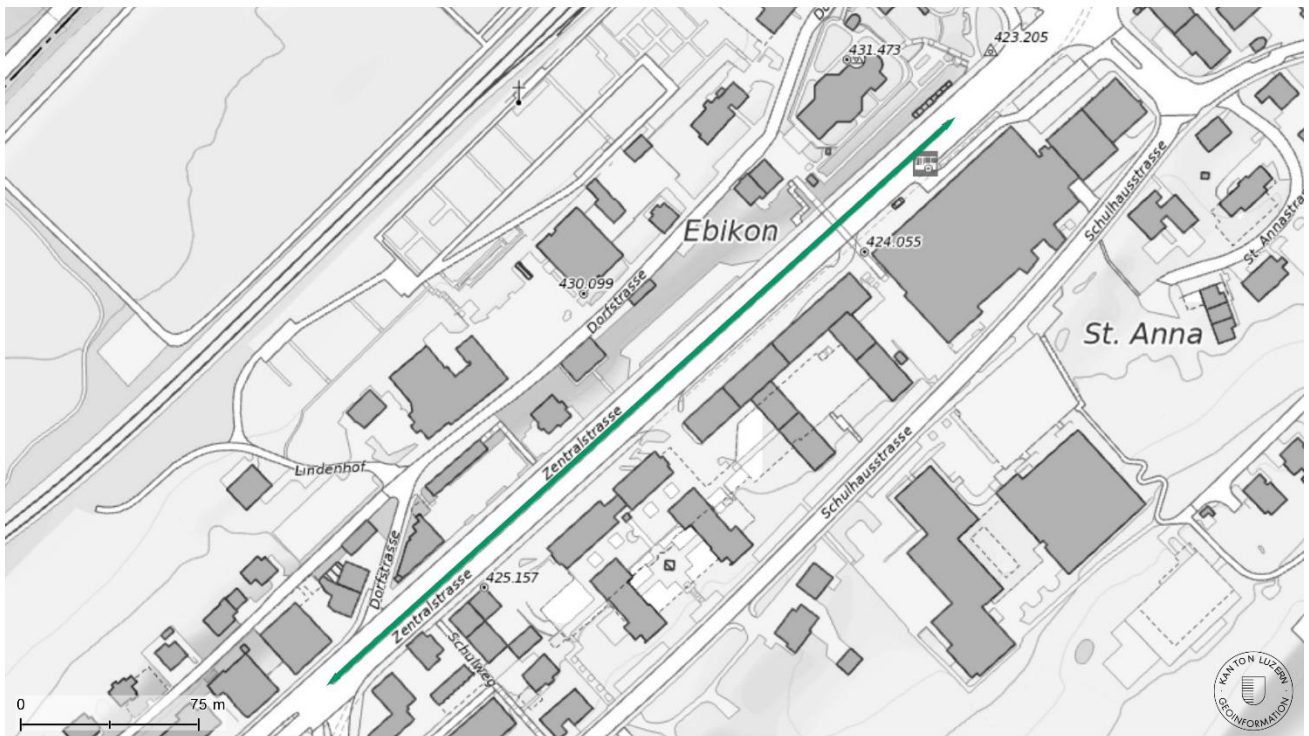 Do
431.473
423.205
Ebikon
424.055
430.099
Dorfstrasse
Schulhausstrasse
St. Annastra
St. Anna
Zentralstrasse
Lindenhof
Schulhausstrasse
Dorfstrasse
425.157
Zentralstrasse
Schulweg
0 75 m
KANTON LUZERN
GEOINFORMATION